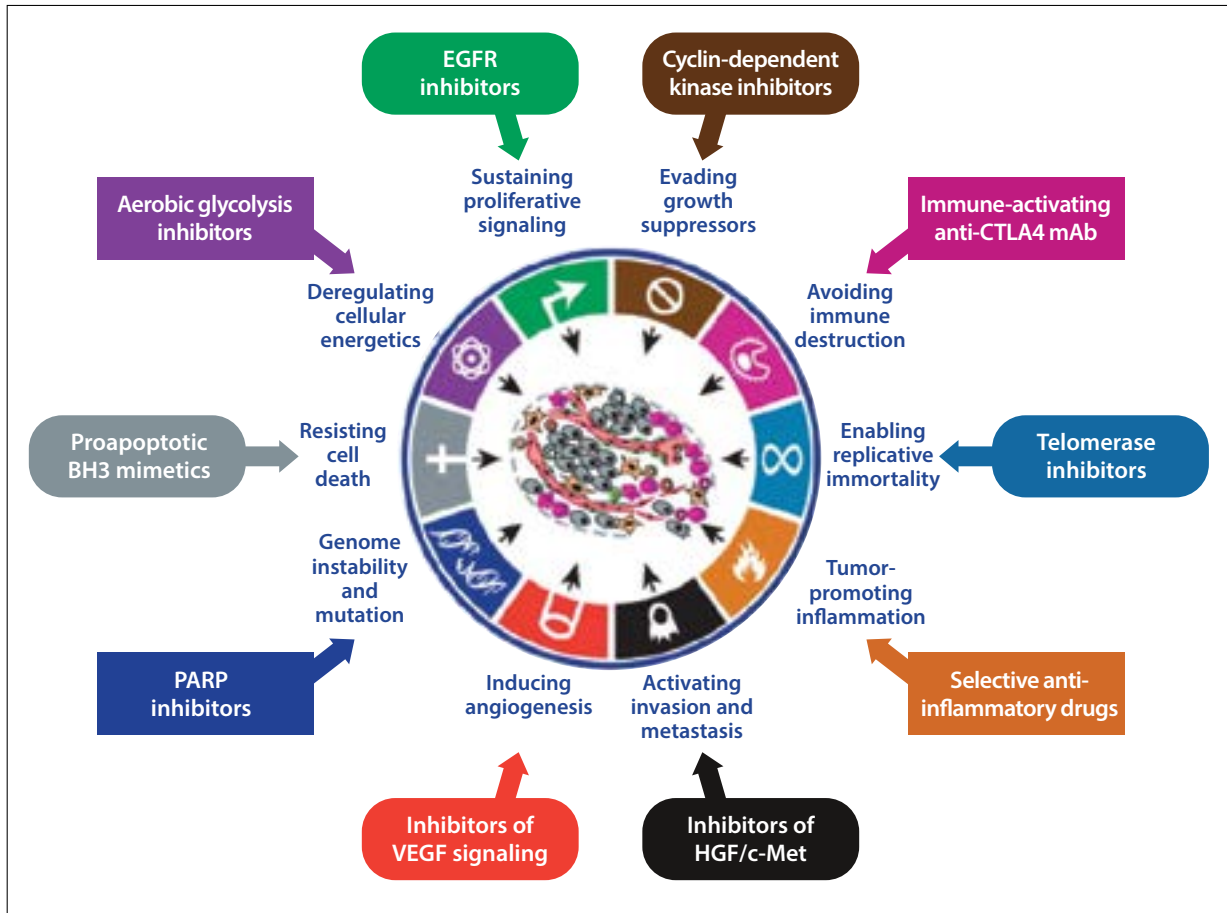 EGFR
inhibitors
Cyclin-dependent
kinase inhibitors
Sustaining
proliferative
signaling
Evading
growth
suppressors
Aerobic glycolysis
inhibitors
Immune-activating
anti-CTLA4 mAb
Deregulating
cellular
energetics
Avoiding
immune
destruction
Proapoptotic
BH3 mimetics
Resisting
cell
death
Enabling
replicative
immortality
Telomerase
inhibitors
Genome
instability
and
mutation
Tumor-
promoting
inflammation
PARP
inhibitors
Inducing
angiogenesis
Activating
invasion and
metastasis
Selective anti-
inflammatory drugs
Inhibitors of
VEGF signaling
Inhibitors of
HGF/c-Met